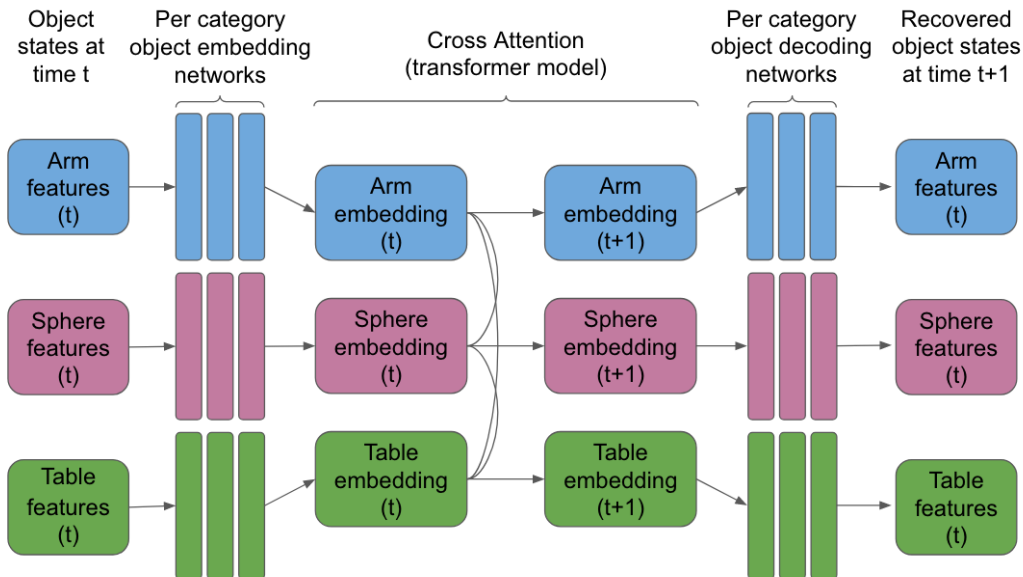 Object
states at
time t
Per category
object embedding
networks
Cross Attention
(transformer model)
Per category
object decoding
networks
Recovered
object states
at time t+1
Arm
features
(t)
Arm
embedding
(t)
Arm
embedding
(t+1)
Arm
features
(t)
Sphere
features
(t)
Sphere
embedding
(t)
Sphere
embedding
(t+1)
Sphere
features
(t)
Table
features
(t)
Table
embedding
(t)
Table
embedding
(t+1)
Table
features
(t)